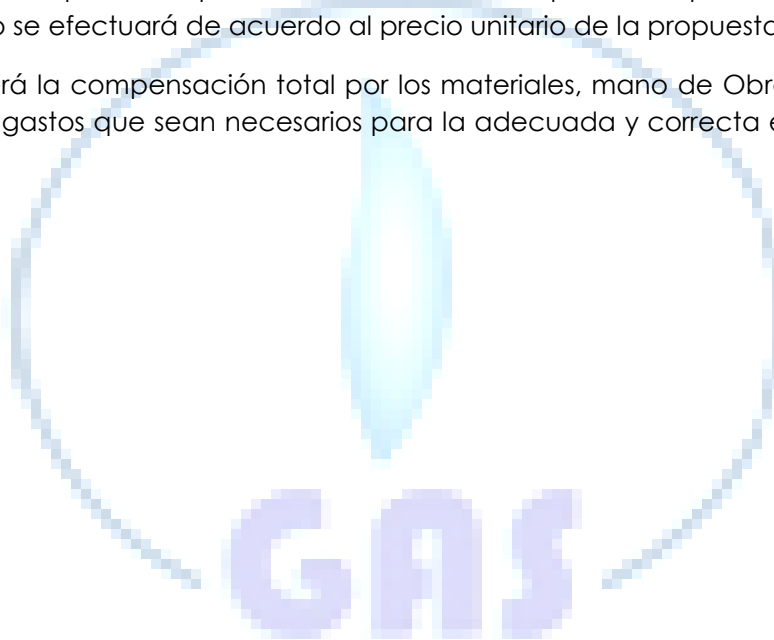 o se efectuará de acuerdo al precio unitario de la propuesta
rá la compensación total por los materiales, mano de Obra
gastos que sean necesarios para la adecuada y correcta e
GAS